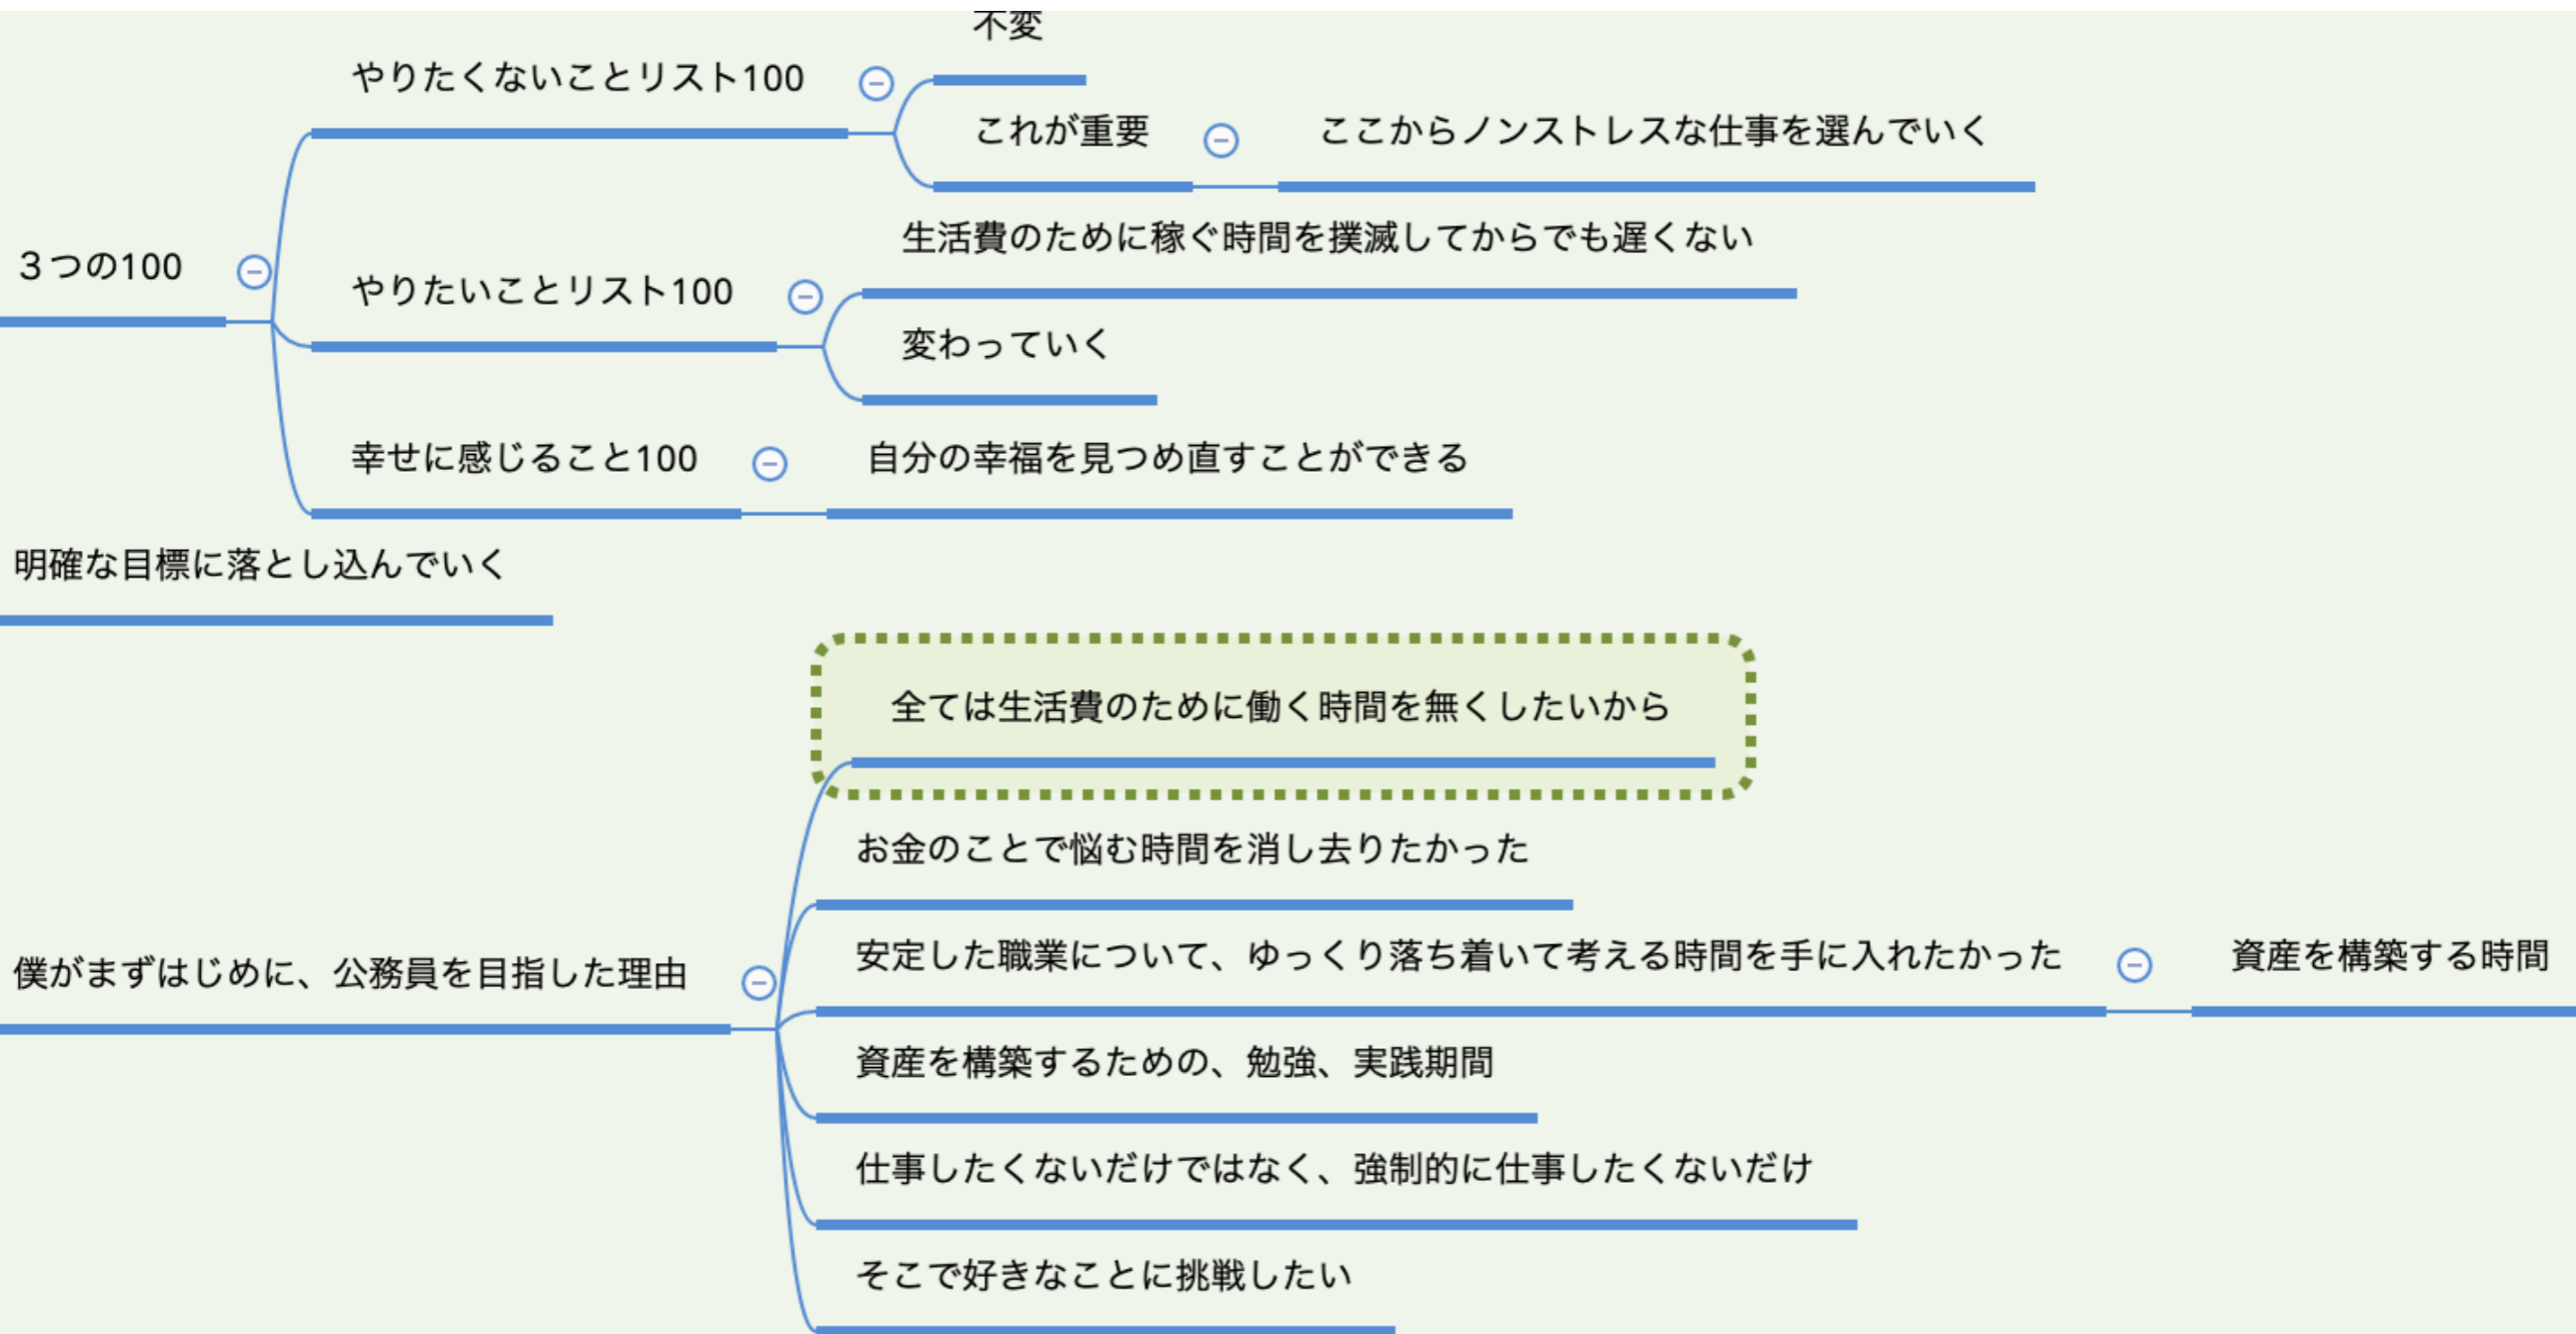 不変
やりたくないことリスト100
これが重要
ここからノンストレスな仕事を選んでいく
生活費のために稼ぐ時間を撲滅してからでも遅くない
３つの100
やりたいことリスト100
変わっていく
幸せに感じること100
自分の幸福を見つめ直すことができる
明確な目標に落とし込んでいく
全ては生活費のために働く時間を無くしたいから
お金のことで悩む時間を消し去りたかった
僕がまずはじめに、公務員を目指した理由
安定した職業について、ゆっくり落ち着いて考える時間を手に入れたかった
資産を構築する時間
資産を構築するための、勉強、実践期間
仕事したくないだけではなく、強制的に仕事したくないだけ
そこで好きなことに挑戦したい